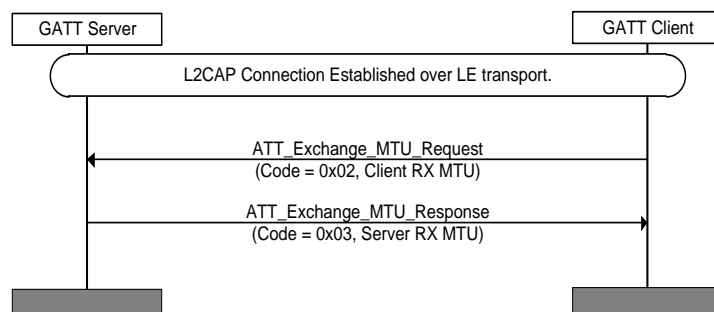 GATT Server
GATT Client
L2CAP Connection Established over LE transport.
ATT_Exchange_MTU_Request
(Code = 0x02, Client RX MTU)
ATT_Exchange_MTU_Response
(Code = 0x03, Server RX MTU)